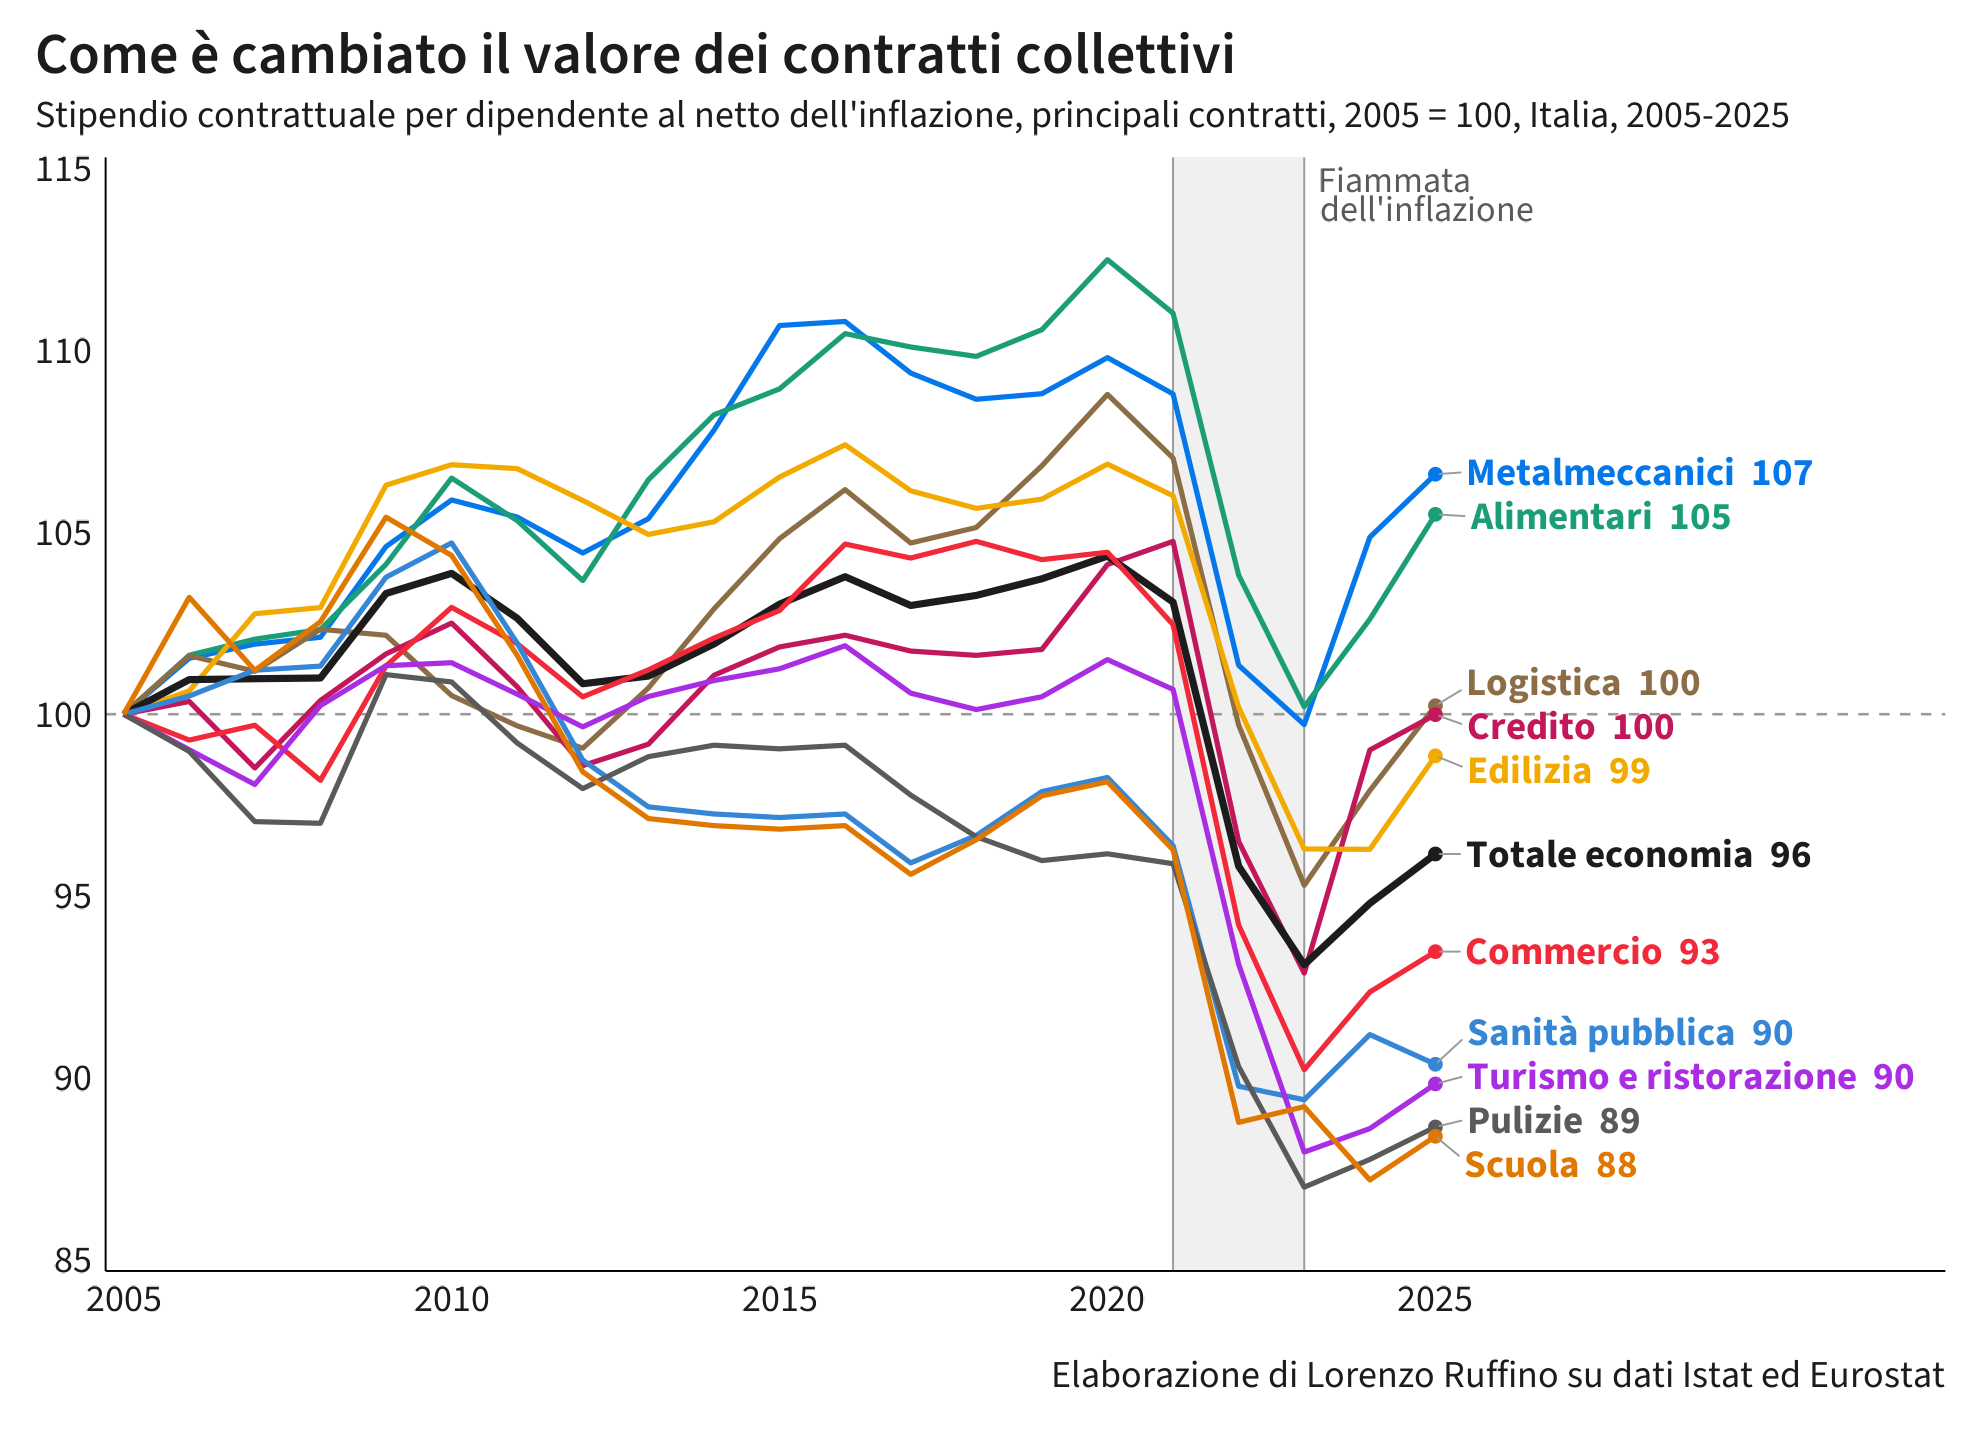 Come è cambiato il valore dei contratti collettivi
Stipendio contrattuale per dipendente al netto dell'inflazione, principali contratti, 2005 = 100, Italia, 2005-2025
115
110
105
100
95
90
85
Fiammata
dell'inflazione
Metalmeccanici 107
Alimentari 105
Logistica 100
Credito 100
Edilizia 99
Totale economia 96
Commercio 93
Sanità pubblica 90
Turismo e ristorazione 90
Pulizie 89
Scuola 88
2005 2010 2015 2020 2025
Elaborazione di Lorenzo Ruffino su dati Istat ed Eurostat